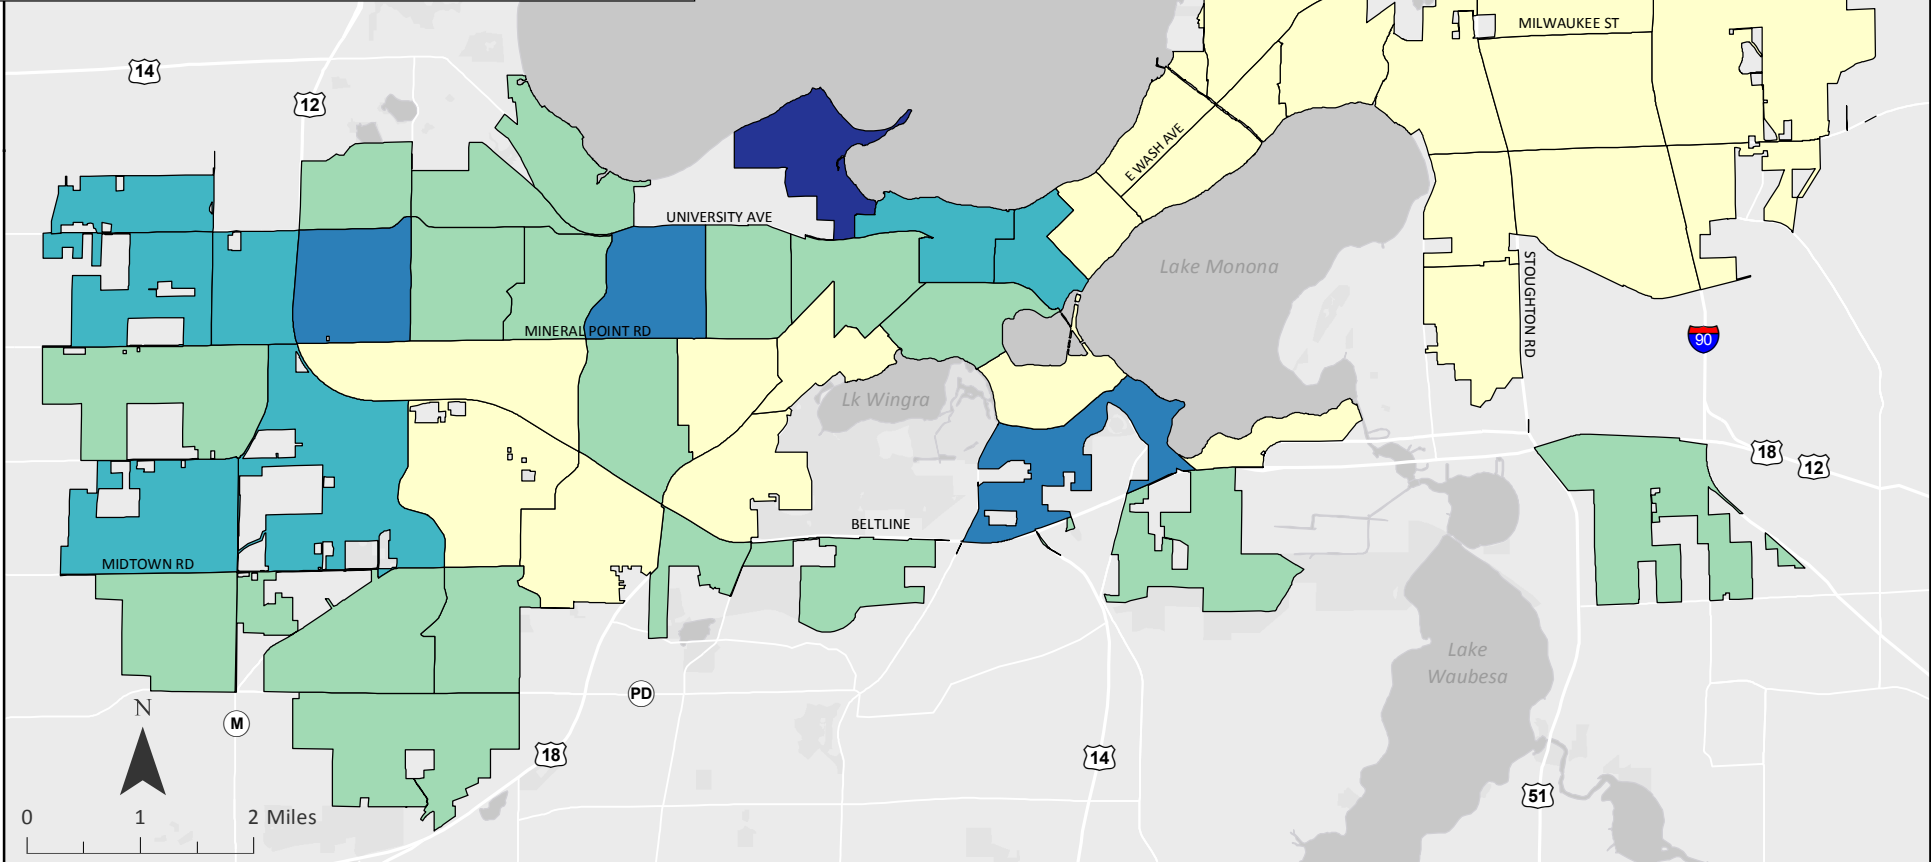 MILWAUKEE ST
14
12
E WASH AVE
UNIVERSITY AVE
Lake Monona
STOUGHTON RD
MINERAL POINT RD
90
Lk Wingra
18
12
BELTLINE
MIDTOWN RD
Lake
Waubesa
PD
N
M
18
14
51
0 1 2 Miles